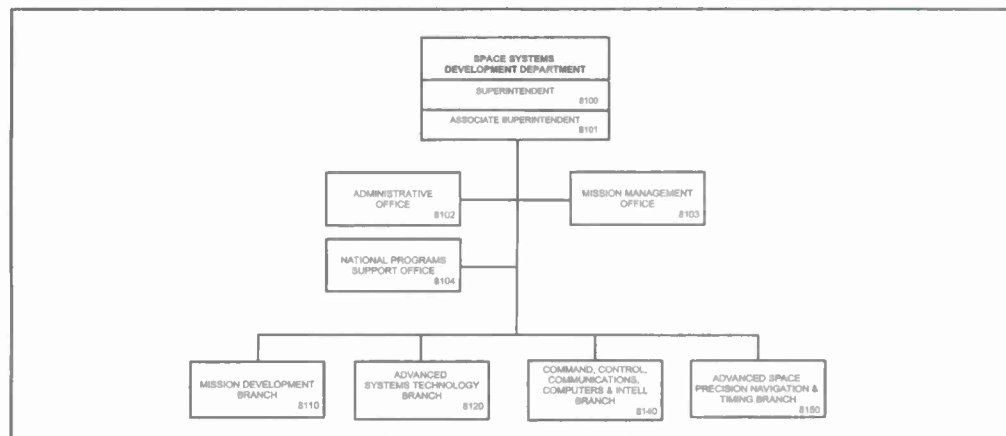 SPACE SYSTEMS
DEVELOPMENT DEPARTMENT
SUPERINTENDENT
8100
ASSOCIATE SUPERINTENDENT
8101
ADMINISTRATIVE
OFFICE
8102
MISSION MANAGEMENT
OFFICE
8103
NATIONAL PROGRAMS
SUPPORT OFFICE
8104
MISSION DEVELOPMENT
BRANCH
8110
ADVANCED
SYSTEMS TECHNOLOGY
BRANCH
8120
COMMAND, CONTROL,
COMMUNICATIONS,
COMPUTERS & INTELL
BRANCH
8140
ADVANCED SPACE
PRECISION NAVIGATION &
TIMING BRANCH